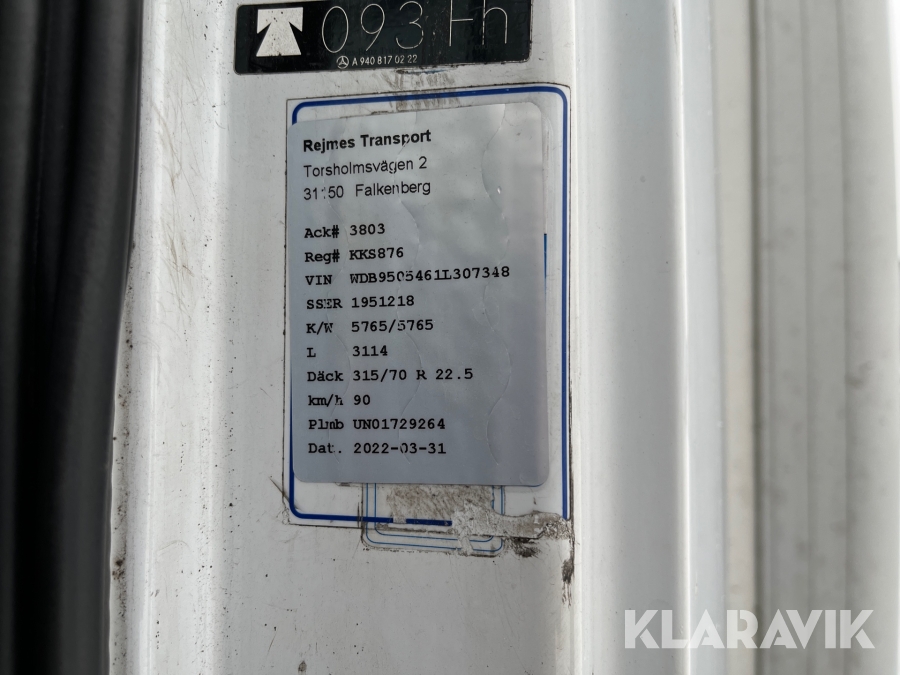 093
A 940 817 02 22
Rejmes Transport
Torsholmsvägen 2
31150 Falkenberg
Ack# 3803
Reg# KKS876
VIN WDB9505461L307348
SSER 1951218
K/W 5765/5765
L 3114
Däck 315/70 R 22.5
km/h 90
Plmb UN01729264
Dat. 2022-03-31
KLARAVIK